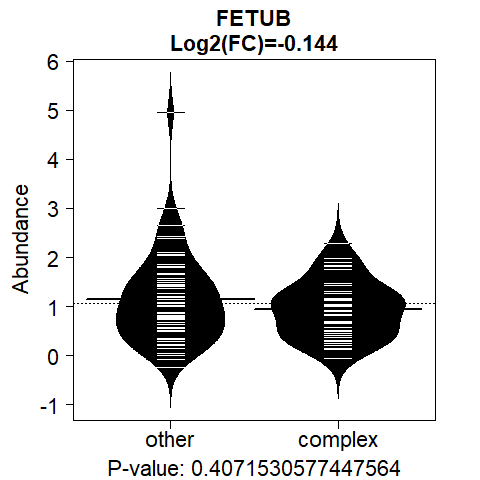 FETUB
Log2(FC)=-0.144
Abundance
6
5
4
3
2
1
0
-1
other complex
P-value: 0.4071530577447564